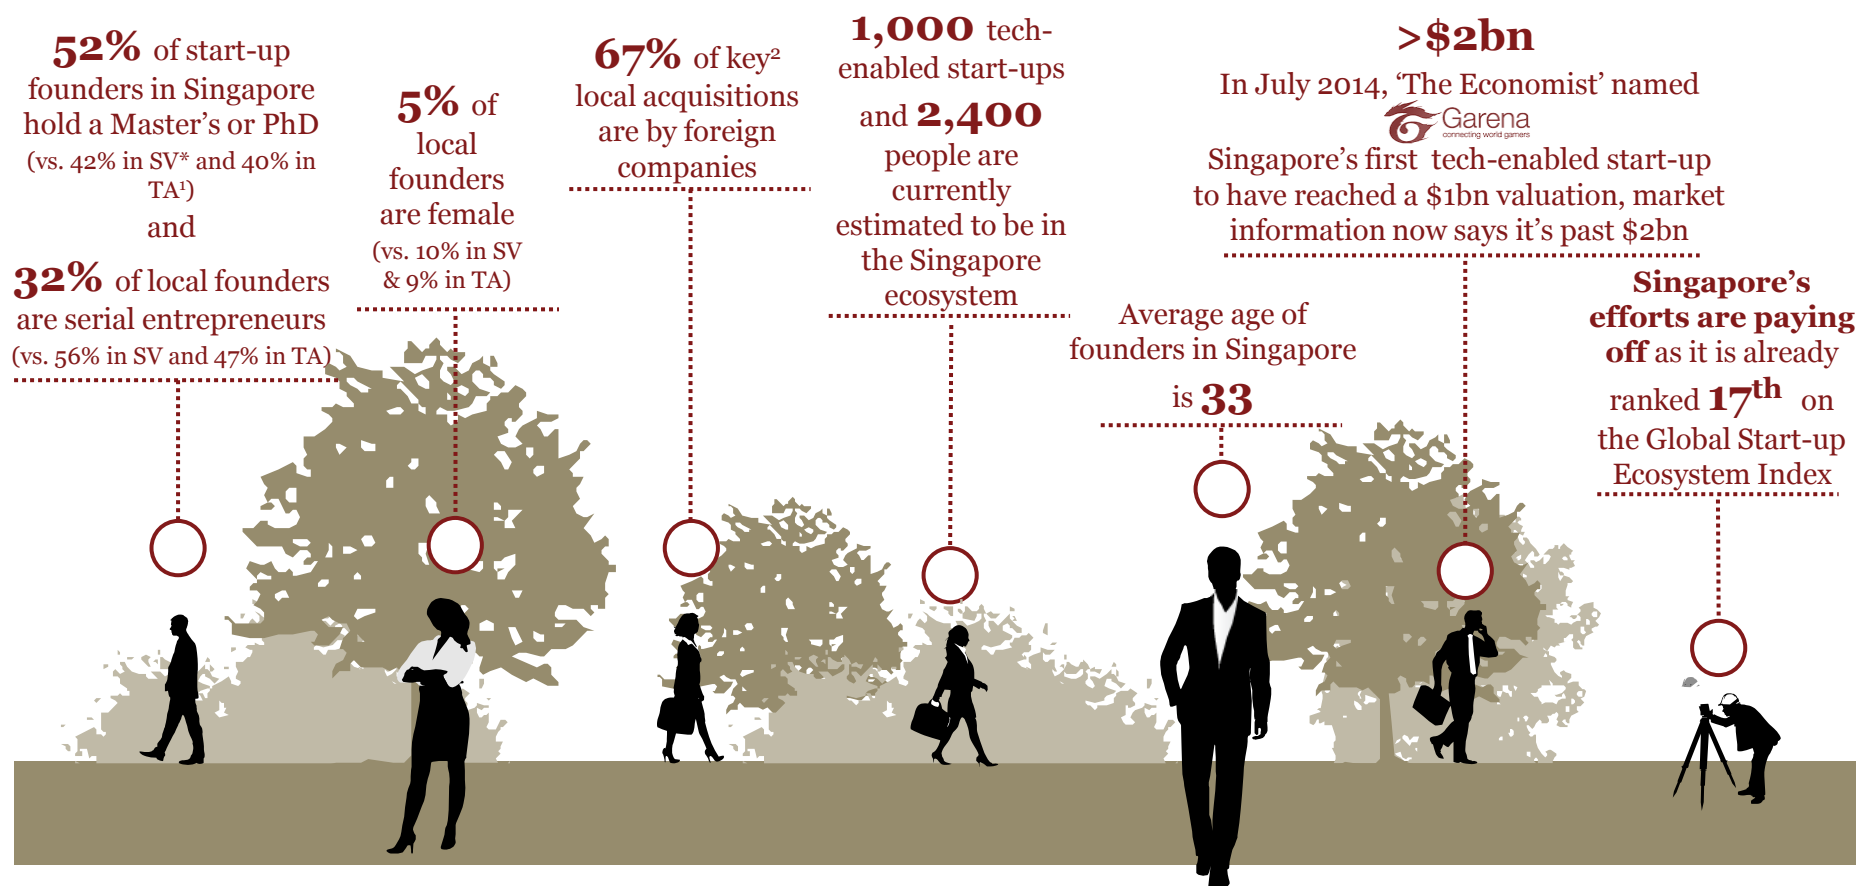 52% of start-up
founders in Singapore
hold a Master's or PhD
(vs. 42% in SV* and 40% in
TA¹)
and
32% of local founders
are serial entrepreneurs
(vs. 56% in SV and 47% in TA)
5% of
local
founders
are female
(vs. 10% in SV
& 9% in TA)
67% of key²
local acquisitions
are by foreign
companies
1,000 tech-
enabled start-ups
and 2,400
people are
currently
estimated to be in
the Singapore
ecosystem
Average age of
founders in Singapore
is 33
>$2bn
In July 2014, ‘The Economist’ named
Garena
connecting world gamers
Singapore’s first tech-enabled start-up
to have reached a $1bn valuation, market
information now says it’s past $2bn
Singapore’s
efforts are paying
off as it is already
ranked 17th on
the Global Start-up
Ecosystem Index